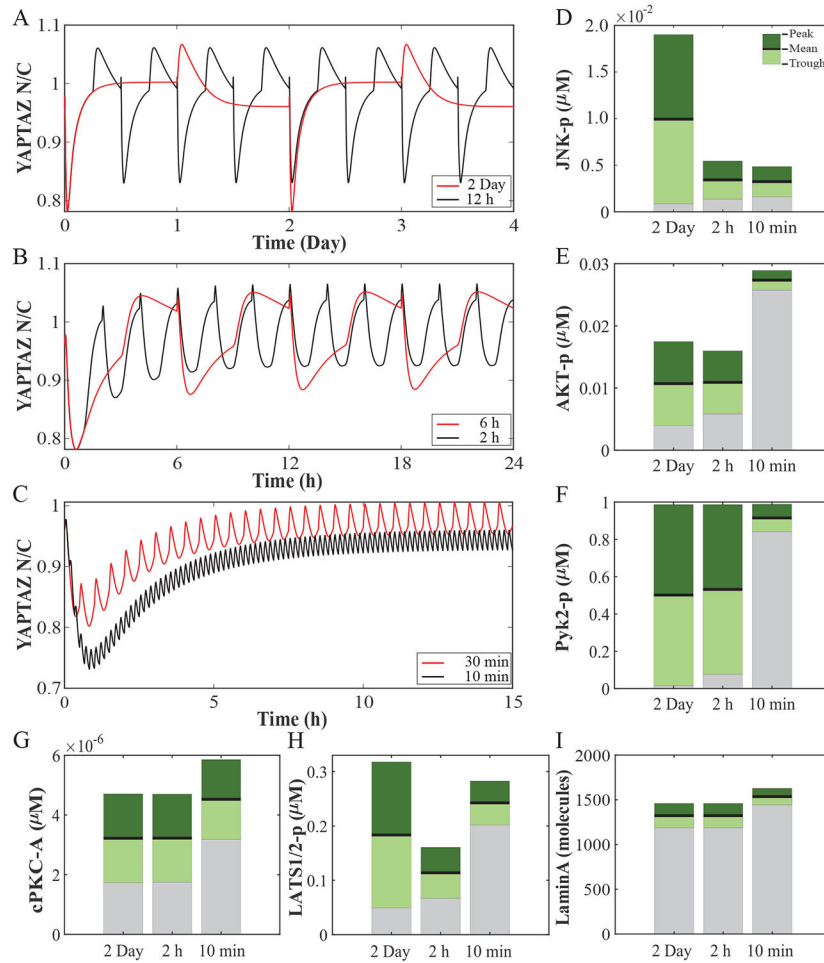 A
1.1
1
0.9
0.8
YAPTAZ N/C
2 Day
12 h
0 1 2 3 4
Time (Day)
B
1.1
1
0.9
0.8
YAPTAZ N/C
6 h
2 h
0 6 12 18 24
Time (h)
C
1
0.9
0.8
0.7
YAPTAZ N/C
30 min
10 min
0 5 10 15
Time (h)
D
×10⁻²
2.0
1.5
1.0
0.5
0
JNK-p (µM)
Peak
Mean
Trough
2 Day 2 h 10 min
E
0.03
0.02
0.01
0
AKT-p (µM)
2 Day 2 h 10 min
F
1
0.8
0.6
0.4
0.2
0
Pyk2-p (µM)
2 Day 2 h 10 min
G
×10⁻⁶
6
4
2
0
cPKC-A (µM)
2 Day 2 h 10 min
H
0.3
0.2
0.1
0
LATS1/2-p (µM)
2 Day 2 h 10 min
I
2000
1500
1000
500
0
LaminA (molecules)
2 Day 2 h 10 min